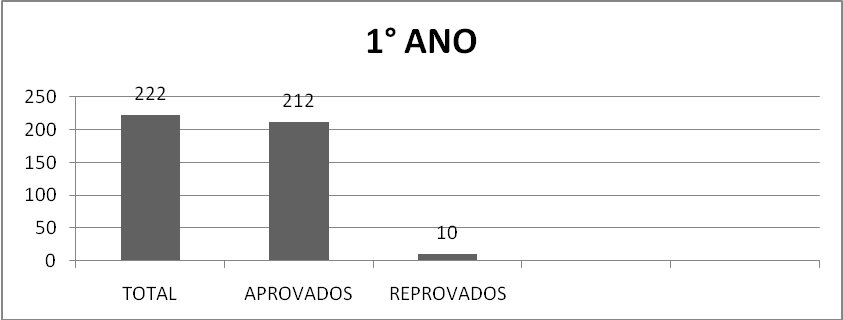 1° ANO
250
200
150
100
50
0
222
212
10
TOTAL
APROVADOS
REPROVADOS